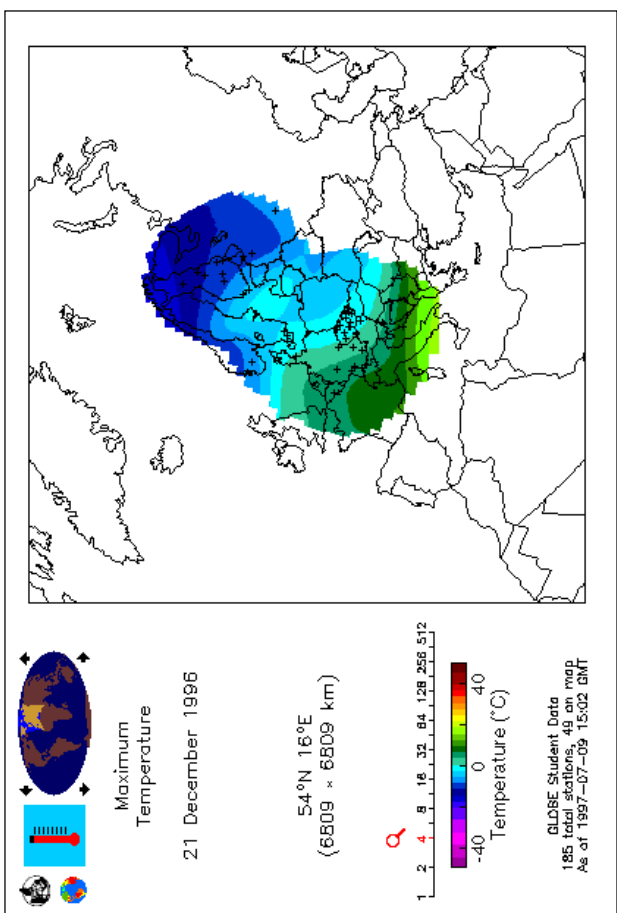 Maximum
Temperature
21 December 1996
54°N 16°E
(6809 × 6809 km)
1 2 4 8 16 32 64 128 256 512
-40 0 40
Temperature (°C)
GLOBE Student Data
185 total stations, 49 on map
As of 1997-07-09 15:02 GMT